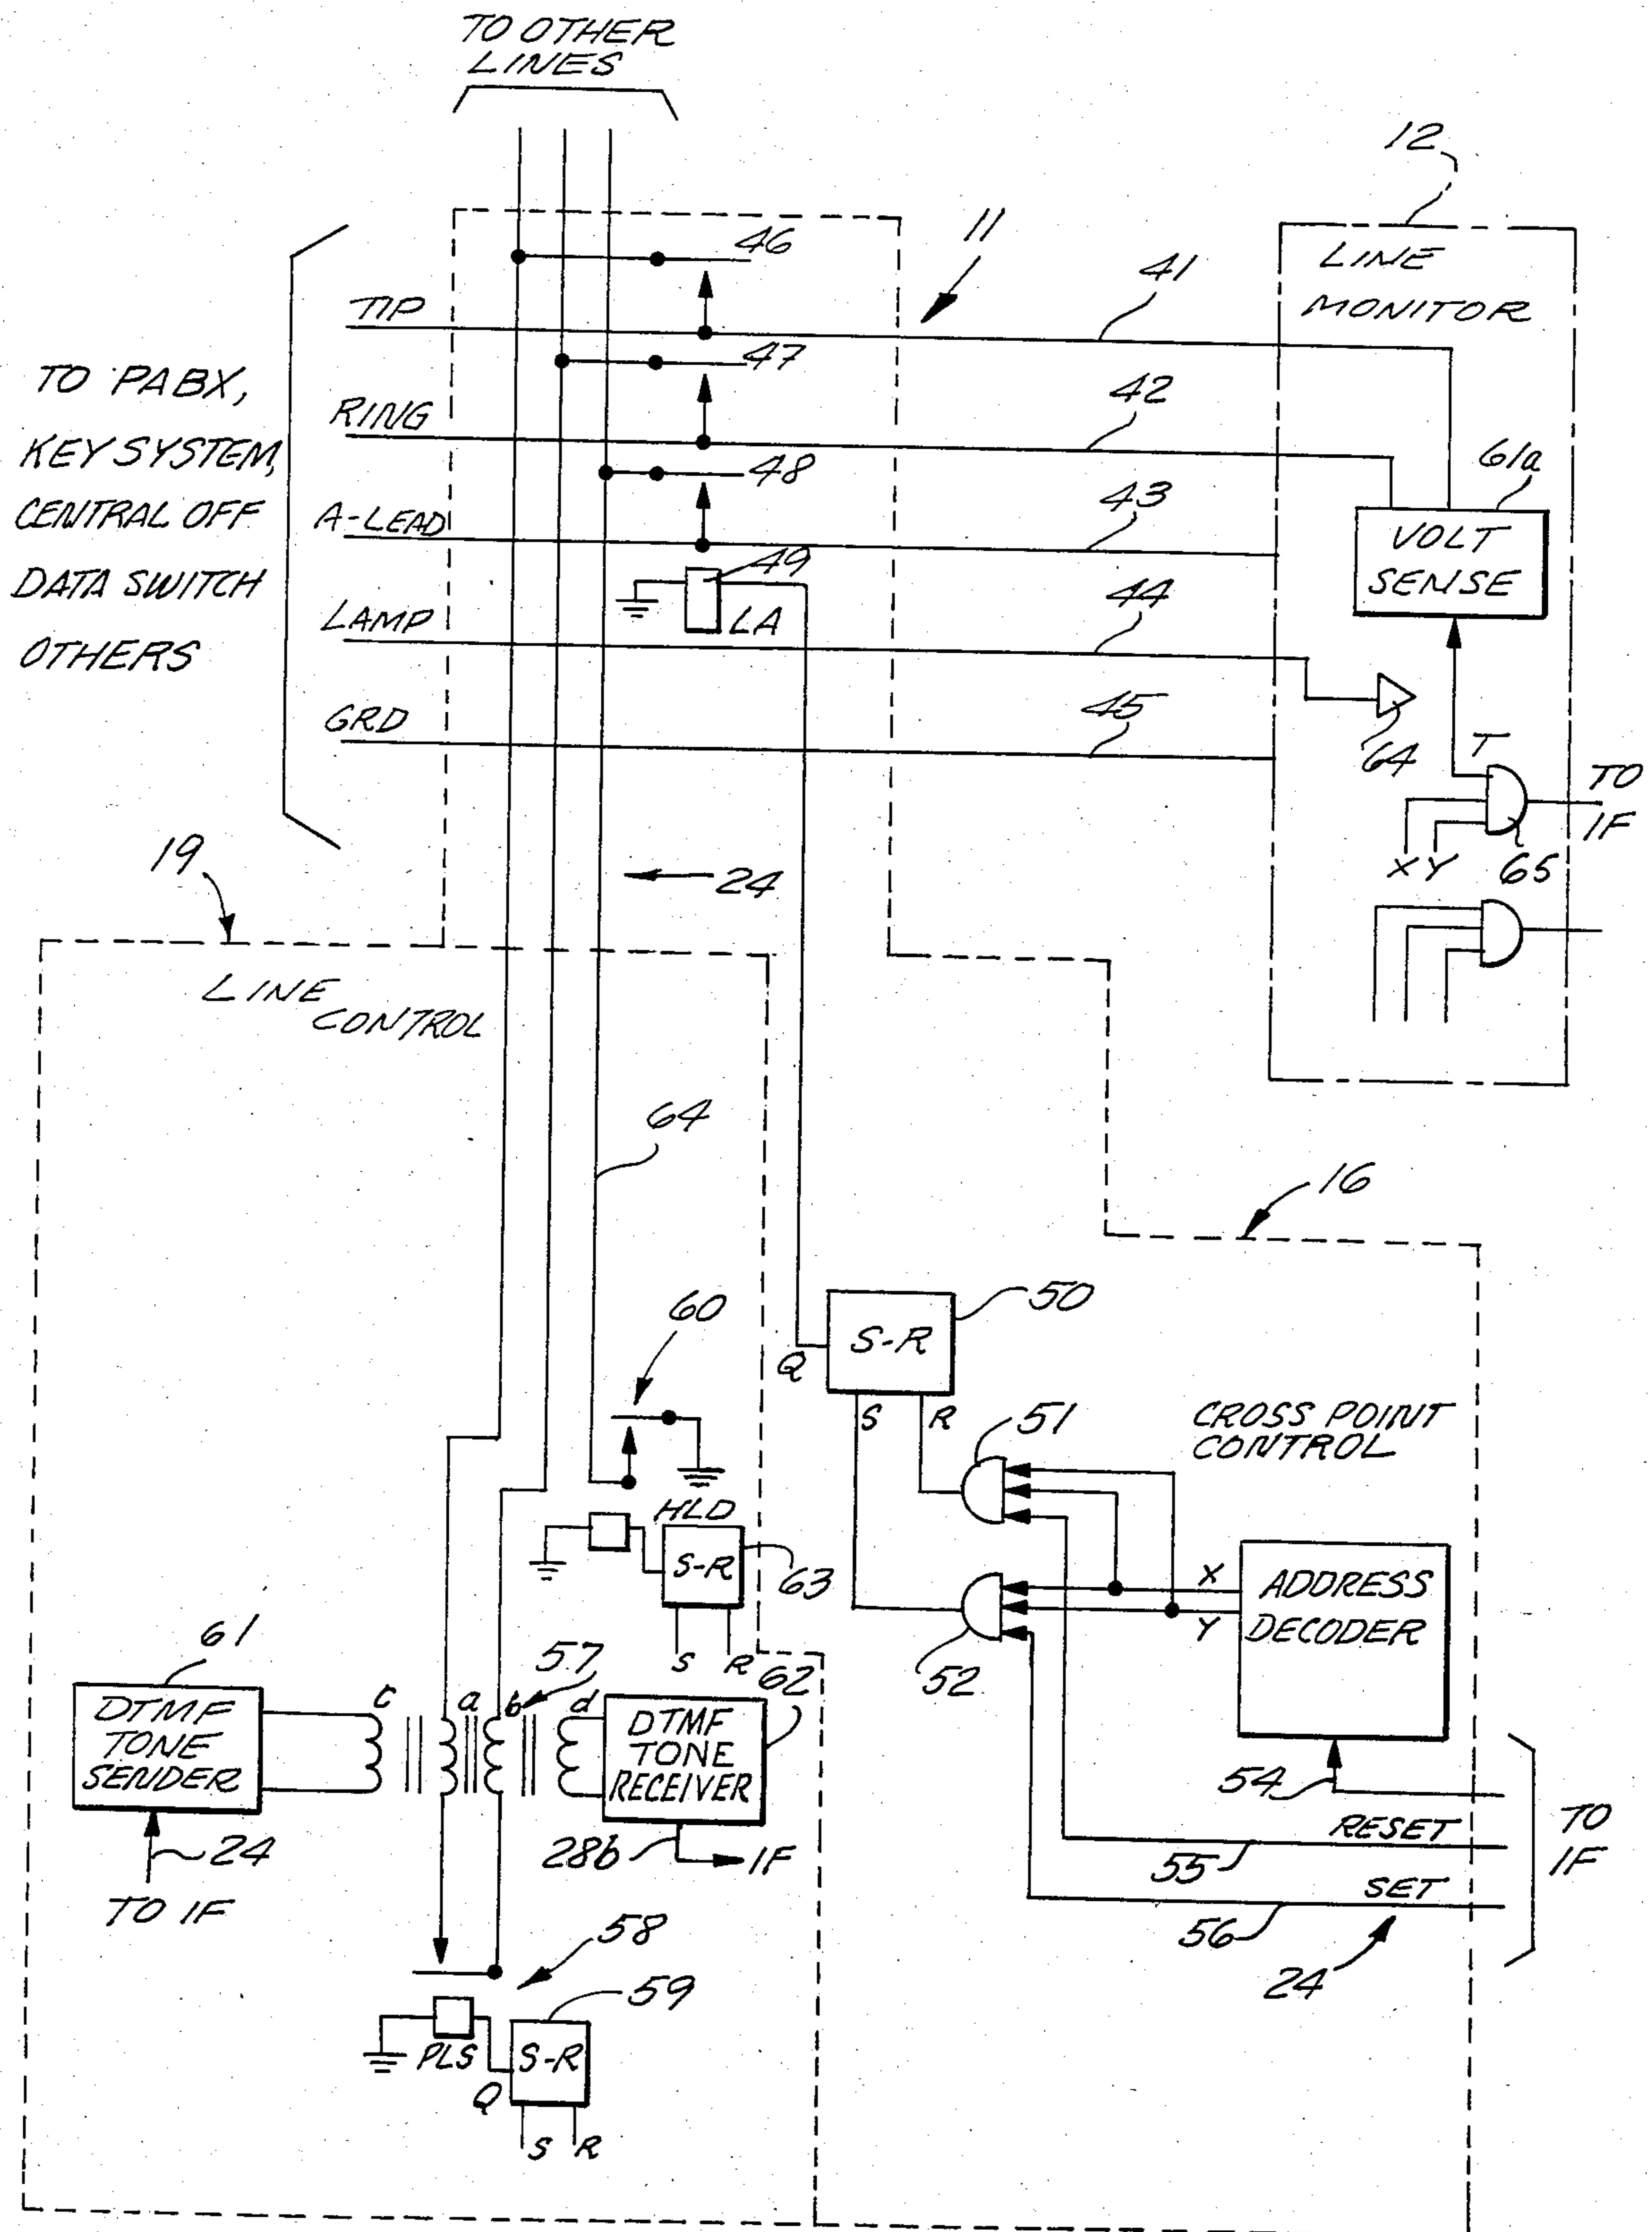 TO OTHER
LINES
12
11
46
41
LINE
MONITOR
TIP
47
TO PABX,
42
RING
KEY SYSTEM,
48
61a
43
CENTRAL OFF
A-LEAD
VOLT
SENSE
49
DATA SWITCH
44
LAMP
LA
OTHERS
45
GRD
64
T
TO
IF
X Y
65
19
24
LINE
CONTROL
64
16
60
50
S-R
Q
S
R
51
CROSS POINT
CONTROL
HLD
S-R
63
X
ADDRESS
Y
DECODER
61
57
S
R
62
52
c
a
b
d
DTMF
TONE
SENDER
DTMF
TONE
RECEIVER
54
24
28b
IF
RESET
55
TO
IF
TO IF
SET
56
58
24
59
PLS
S-R
Q
S
R